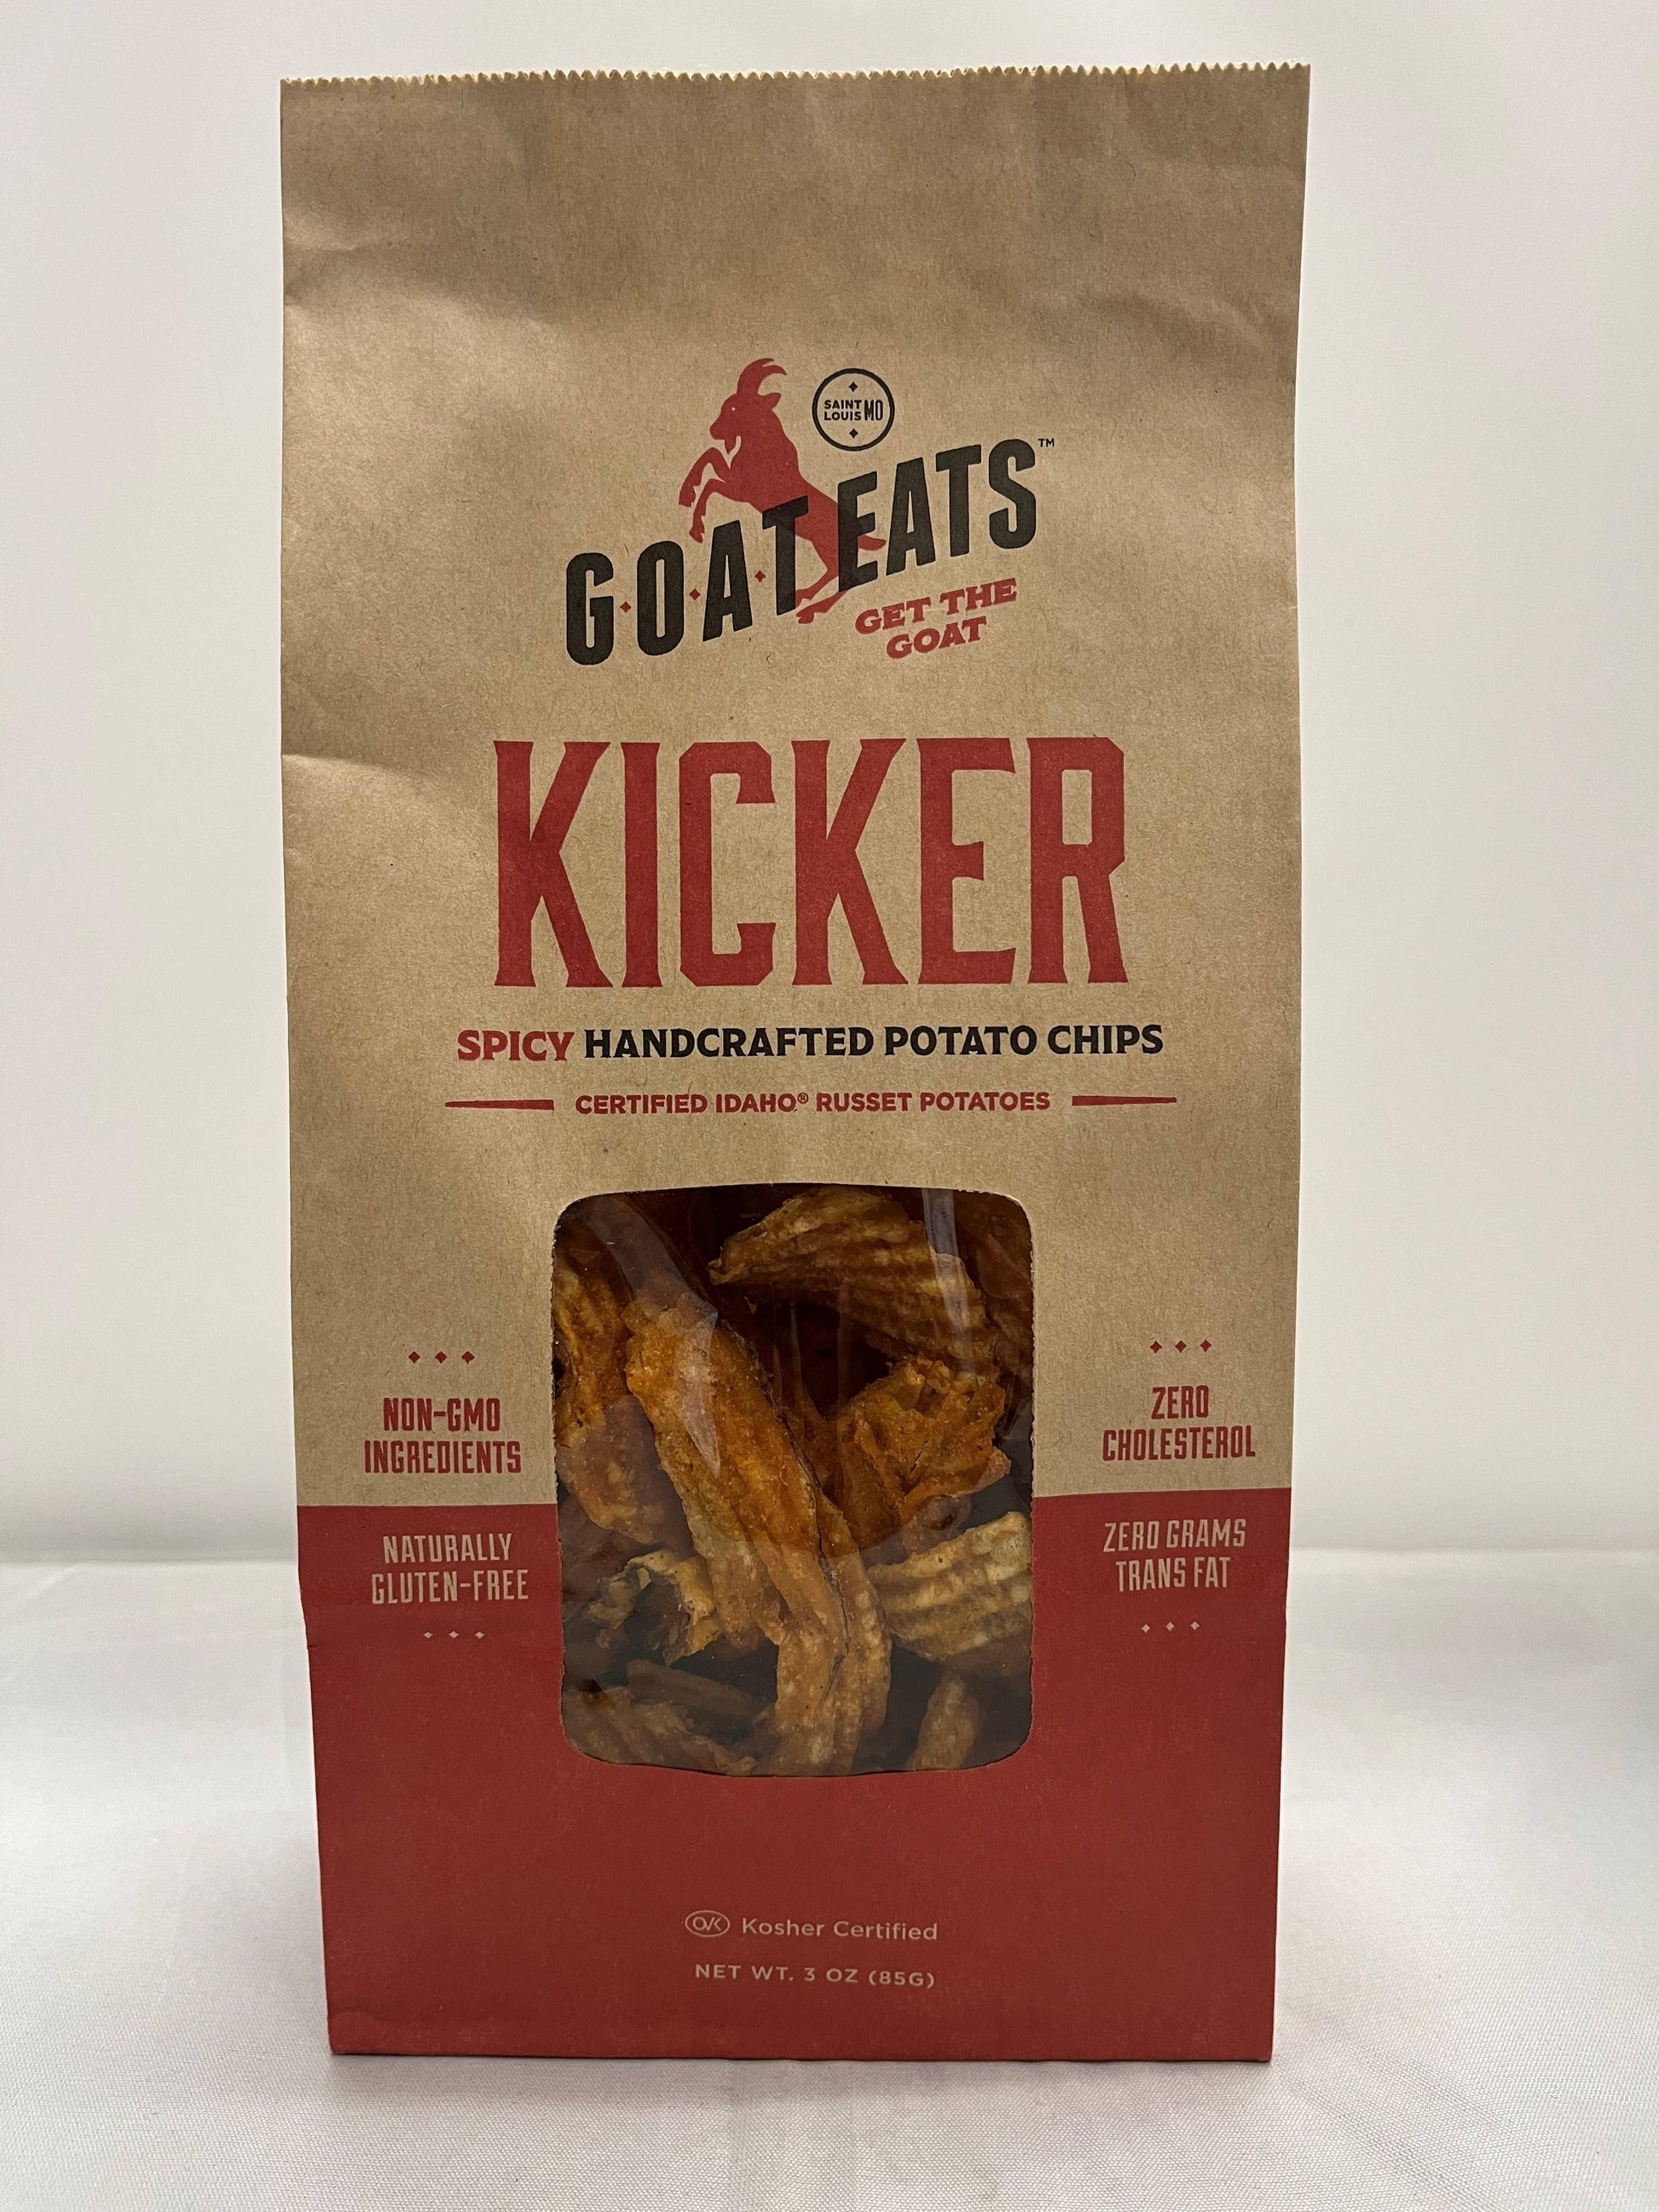 SAINT LOUIS MO
G·O·A·T EATS™
GET THE
GOAT
KICKER
SPICY HANDCRAFTED POTATO CHIPS
CERTIFIED IDAHO® RUSSET POTATOES
NON-GMO
INGREDIENTS
NATURALLY
GLUTEN-FREE
ZERO
CHOLESTEROL
ZERO GRAMS
TRANS FAT
OVK Kosher Certified
NET WT. 3 OZ (85G)